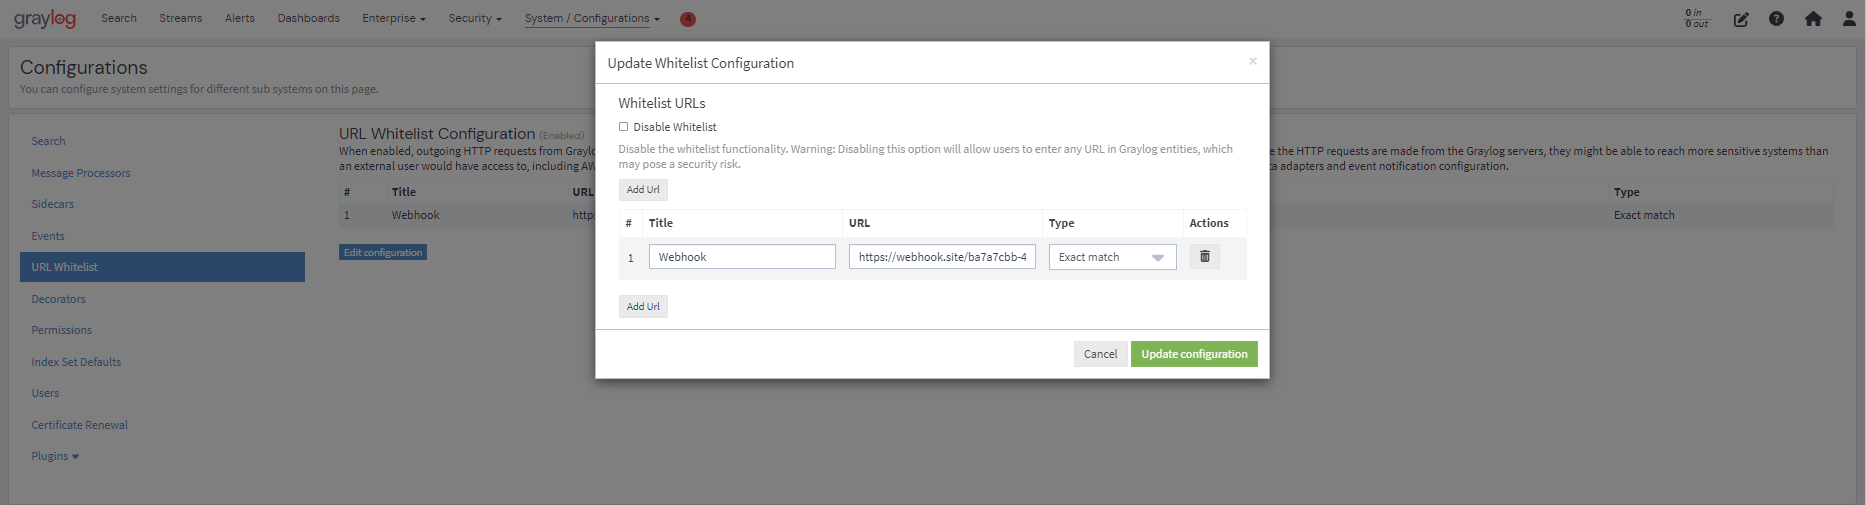 graylog
Search
Streams
Alerts
Dashboards
Enterprise
Security
System / Configurations
4
0 in
0 out
?
Configurations
You can configure system settings for different sub systems on this page.
Search
Message Processors
Sidecars
Events
URL Whitelist
Decorators
Permissions
Index Set Defaults
Users
Certificate Renewal
Plugins
URL Whitelist Configuration (Enabled)
When enabled, outgoing HTTP requests from Graylo
e the HTTP requests are made from the Graylog servers, they might be able to reach more sensitive systems than
an external user would have access to, including AW
ta adapters and event notification configuration.
# Title URL Type
1 Webhook https Exact match
Edit configuration
Update Whitelist Configuration
×
Whitelist URLs
Disable Whitelist
Disable the whitelist functionality. Warning: Disabling this option will allow users to enter any URL in Graylog entities, which
may pose a security risk.
Add Url
# Title URL Type Actions
1 Webhook https://webhook.site/ba7a7cbb-4 Exact match
Add Url
Cancel
Update configuration